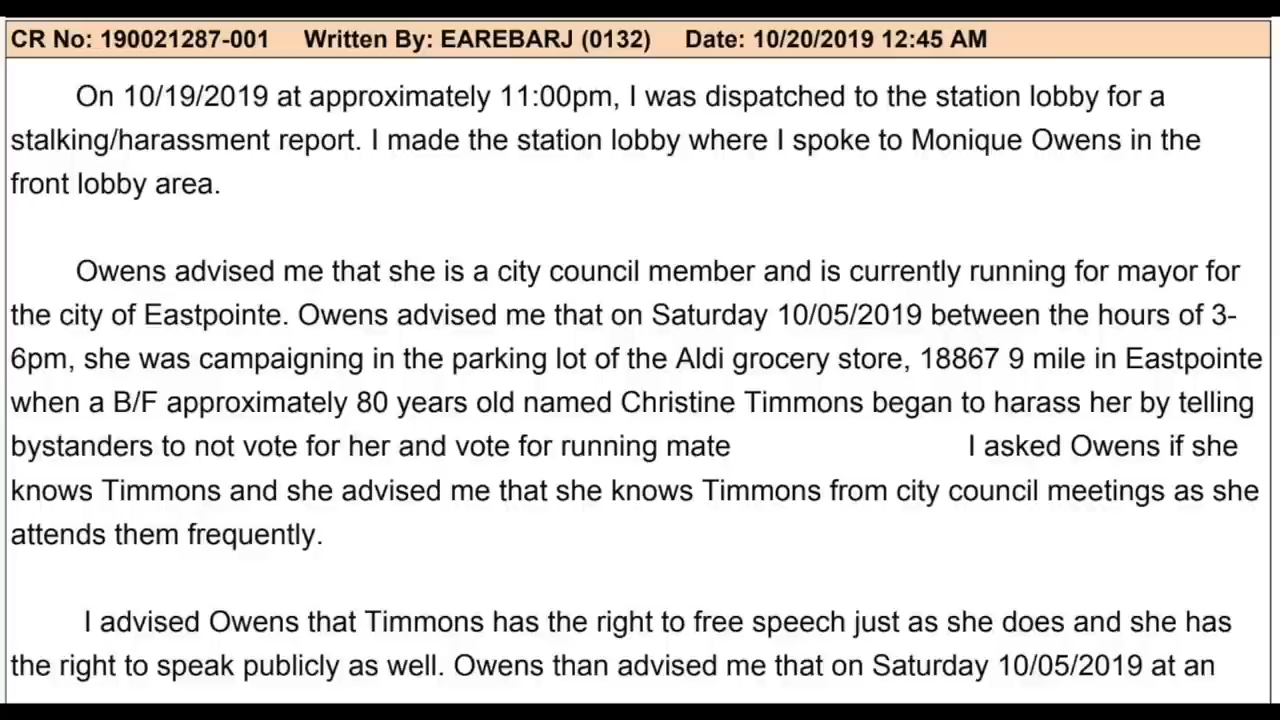 CR No: 190021287-001 Written By: EAREBARJ (0132) Date: 10/20/2019 12:45 AM
On 10/19/2019 at approximately 11:00pm, I was dispatched to the station lobby for a
stalking/harassment report. I made the station lobby where I spoke to Monique Owens in the
front lobby area.
Owens advised me that she is a city council member and is currently running for mayor for
the city of Eastpointe. Owens advised me that on Saturday 10/05/2019 between the hours of 3-
6pm, she was campaigning in the parking lot of the Aldi grocery store, 18867 9 mile in Eastpointe
when a B/F approximately 80 years old named Christine Timmons began to harass her by telling
bystanders to not vote for her and vote for running mate I asked Owens if she
knows Timmons and she advised me that she knows Timmons from city council meetings as she
attends them frequently.
I advised Owens that Timmons has the right to free speech just as she does and she has
the right to speak publicly as well. Owens than advised me that on Saturday 10/05/2019 at an